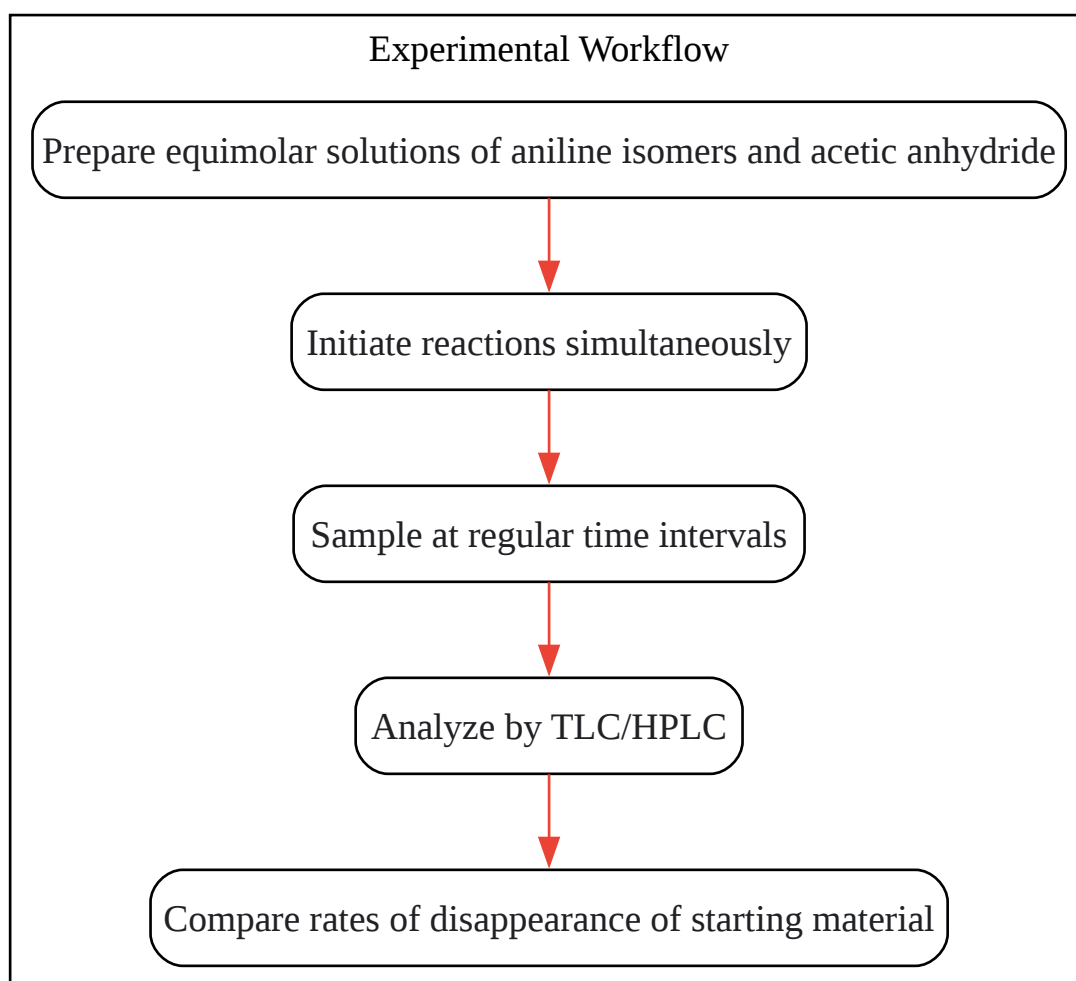 Experimental Workflow
Prepare equimolar solutions of aniline isomers and acetic anhydride
Initiate reactions simultaneously
Sample at regular time intervals
Analyze by TLC/HPLC
Compare rates of disappearance of starting material